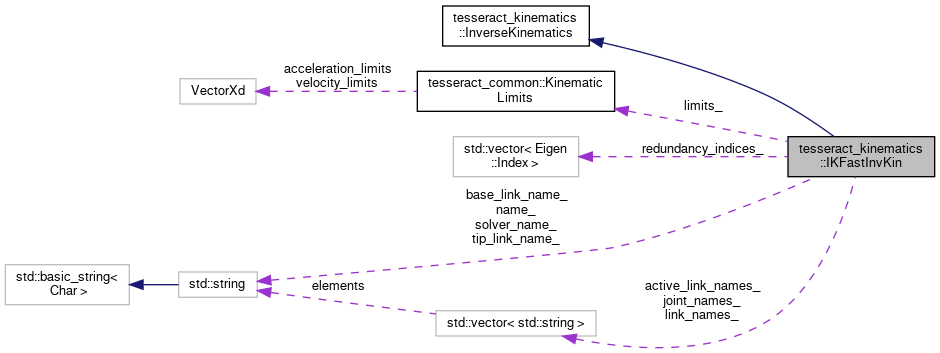 tesseract_kinematics
::InverseKinematics
acceleration_limits
velocity_limits
VectorXd
tesseract_common::Kinematic
Limits
limits_
std::vector< Eigen
::Index >
redundancy_indices_
tesseract_kinematics
::IKFastInvKin
base_link_name_
name_
solver_name_
tip_link_name_
std::basic_string<
Char >
std::string
elements
std::vector< std::string >
active_link_names_
joint_names_
link_names_